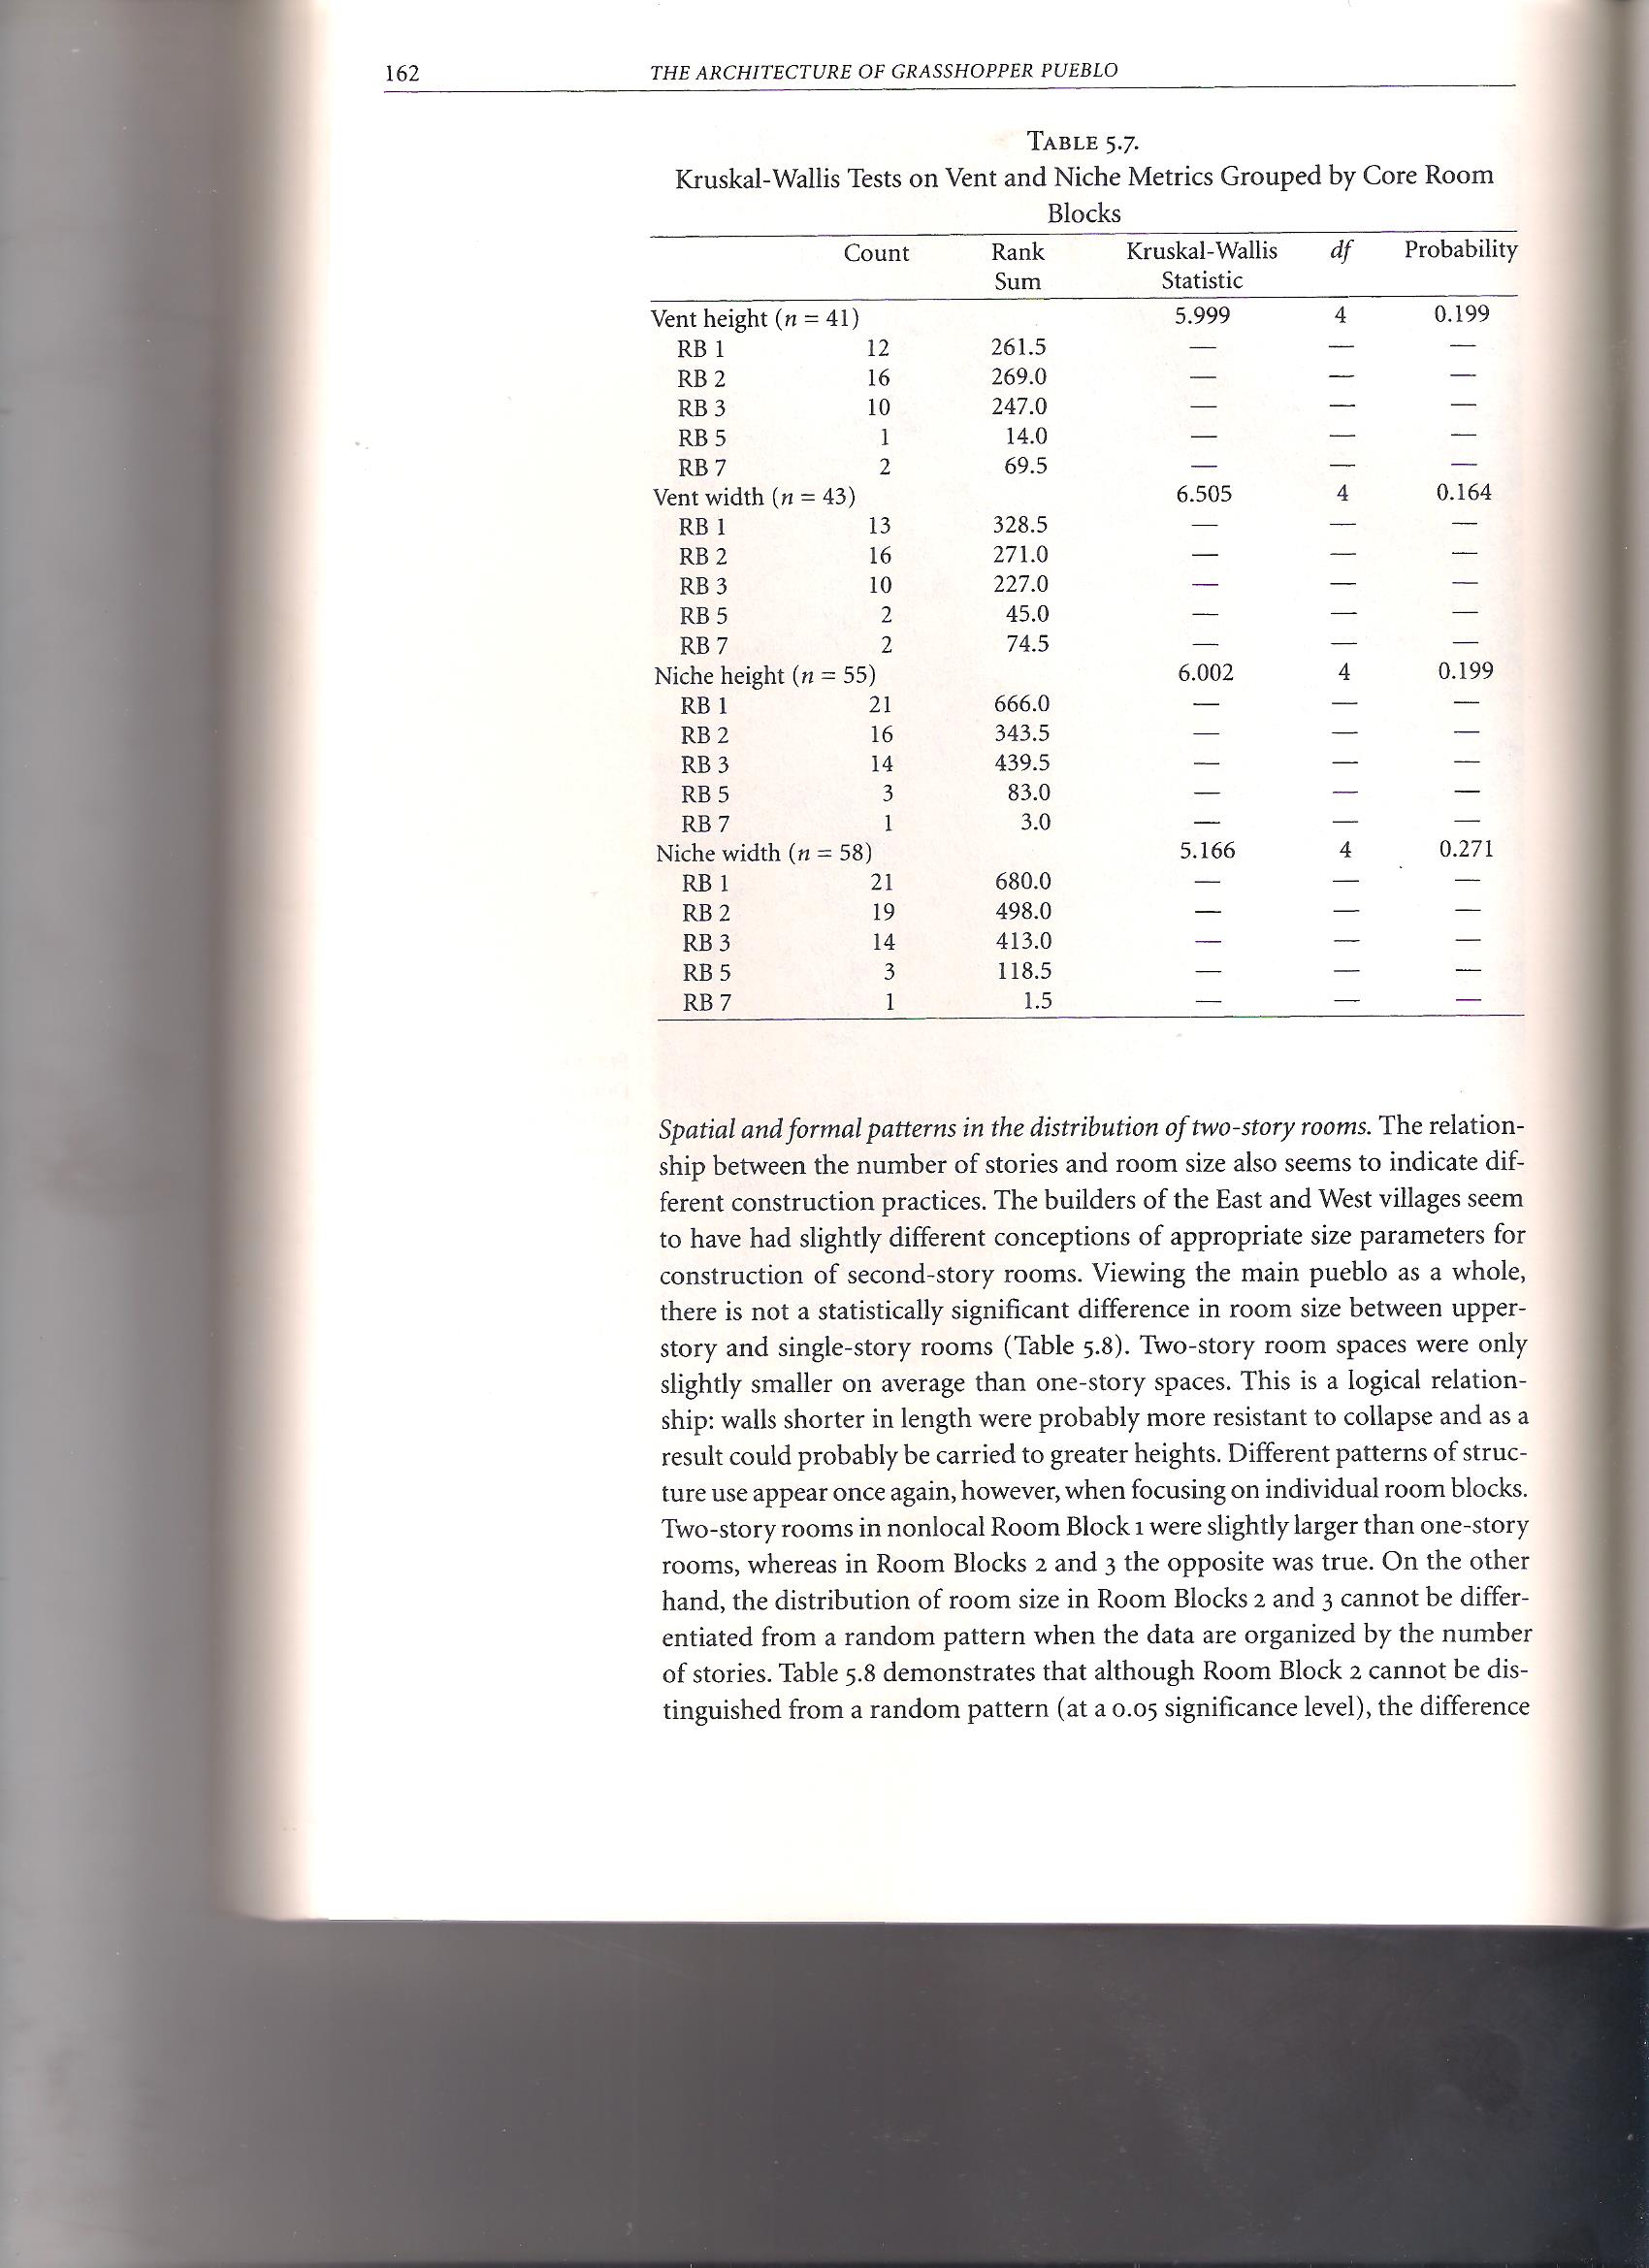 162 THE ARCHITECTURE OF GRASSHOPPER PUEBLO
TABLE 5.7.
Kruskal-Wallis Tests on Vent and Niche Metrics Grouped by Core Room
Blocks
Count Rank Kruskal-Wallis df Probability
Sum Statistic
Vent height (n = 41) 5.999 4 0.199
RB 1 12 261.5 — — —
RB 2 16 269.0 — — —
RB 3 10 247.0 — — —
RB 5 1 14.0 — — —
RB 7 2 69.5 — — —
Vent width (n = 43) 6.505 4 0.164
RB 1 13 328.5 — — —
RB 2 16 271.0 — — —
RB 3 10 227.0 — — —
RB 5 2 45.0 — — —
RB 7 2 74.5 — — —
Niche height (n = 55) 6.002 4 0.199
RB 1 21 666.0 — — —
RB 2 16 343.5 — — —
RB 3 14 439.5 — — —
RB 5 3 83.0 — — —
RB 7 1 3.0 — — —
Niche width (n = 58) 5.166 4 0.271
RB 1 21 680.0 — — —
RB 2 19 498.0 — — —
RB 3 14 413.0 — — —
RB 5 3 118.5 — — —
RB 7 1 1.5 — — —
Spatial and formal patterns in the distribution of two-story rooms. The relation-
ship between the number of stories and room size also seems to indicate dif-
ferent construction practices. The builders of the East and West villages seem
to have had slightly different conceptions of appropriate size parameters for
construction of second-story rooms. Viewing the main pueblo as a whole,
there is not a statistically significant difference in room size between upper-
story and single-story rooms (Table 5.8). Two-story room spaces were only
slightly smaller on average than one-story spaces. This is a logical relation-
ship: walls shorter in length were probably more resistant to collapse and as a
result could probably be carried to greater heights. Different patterns of struc-
ture use appear once again, however, when focusing on individual room blocks.
Two-story rooms in nonlocal Room Block 1 were slightly larger than one-story
rooms, whereas in Room Blocks 2 and 3 the opposite was true. On the other
hand, the distribution of room size in Room Blocks 2 and 3 cannot be differ-
entiated from a random pattern when the data are organized by the number
of stories. Table 5.8 demonstrates that although Room Block 2 cannot be dis-
tinguished from a random pattern (at a 0.05 significance level), the difference